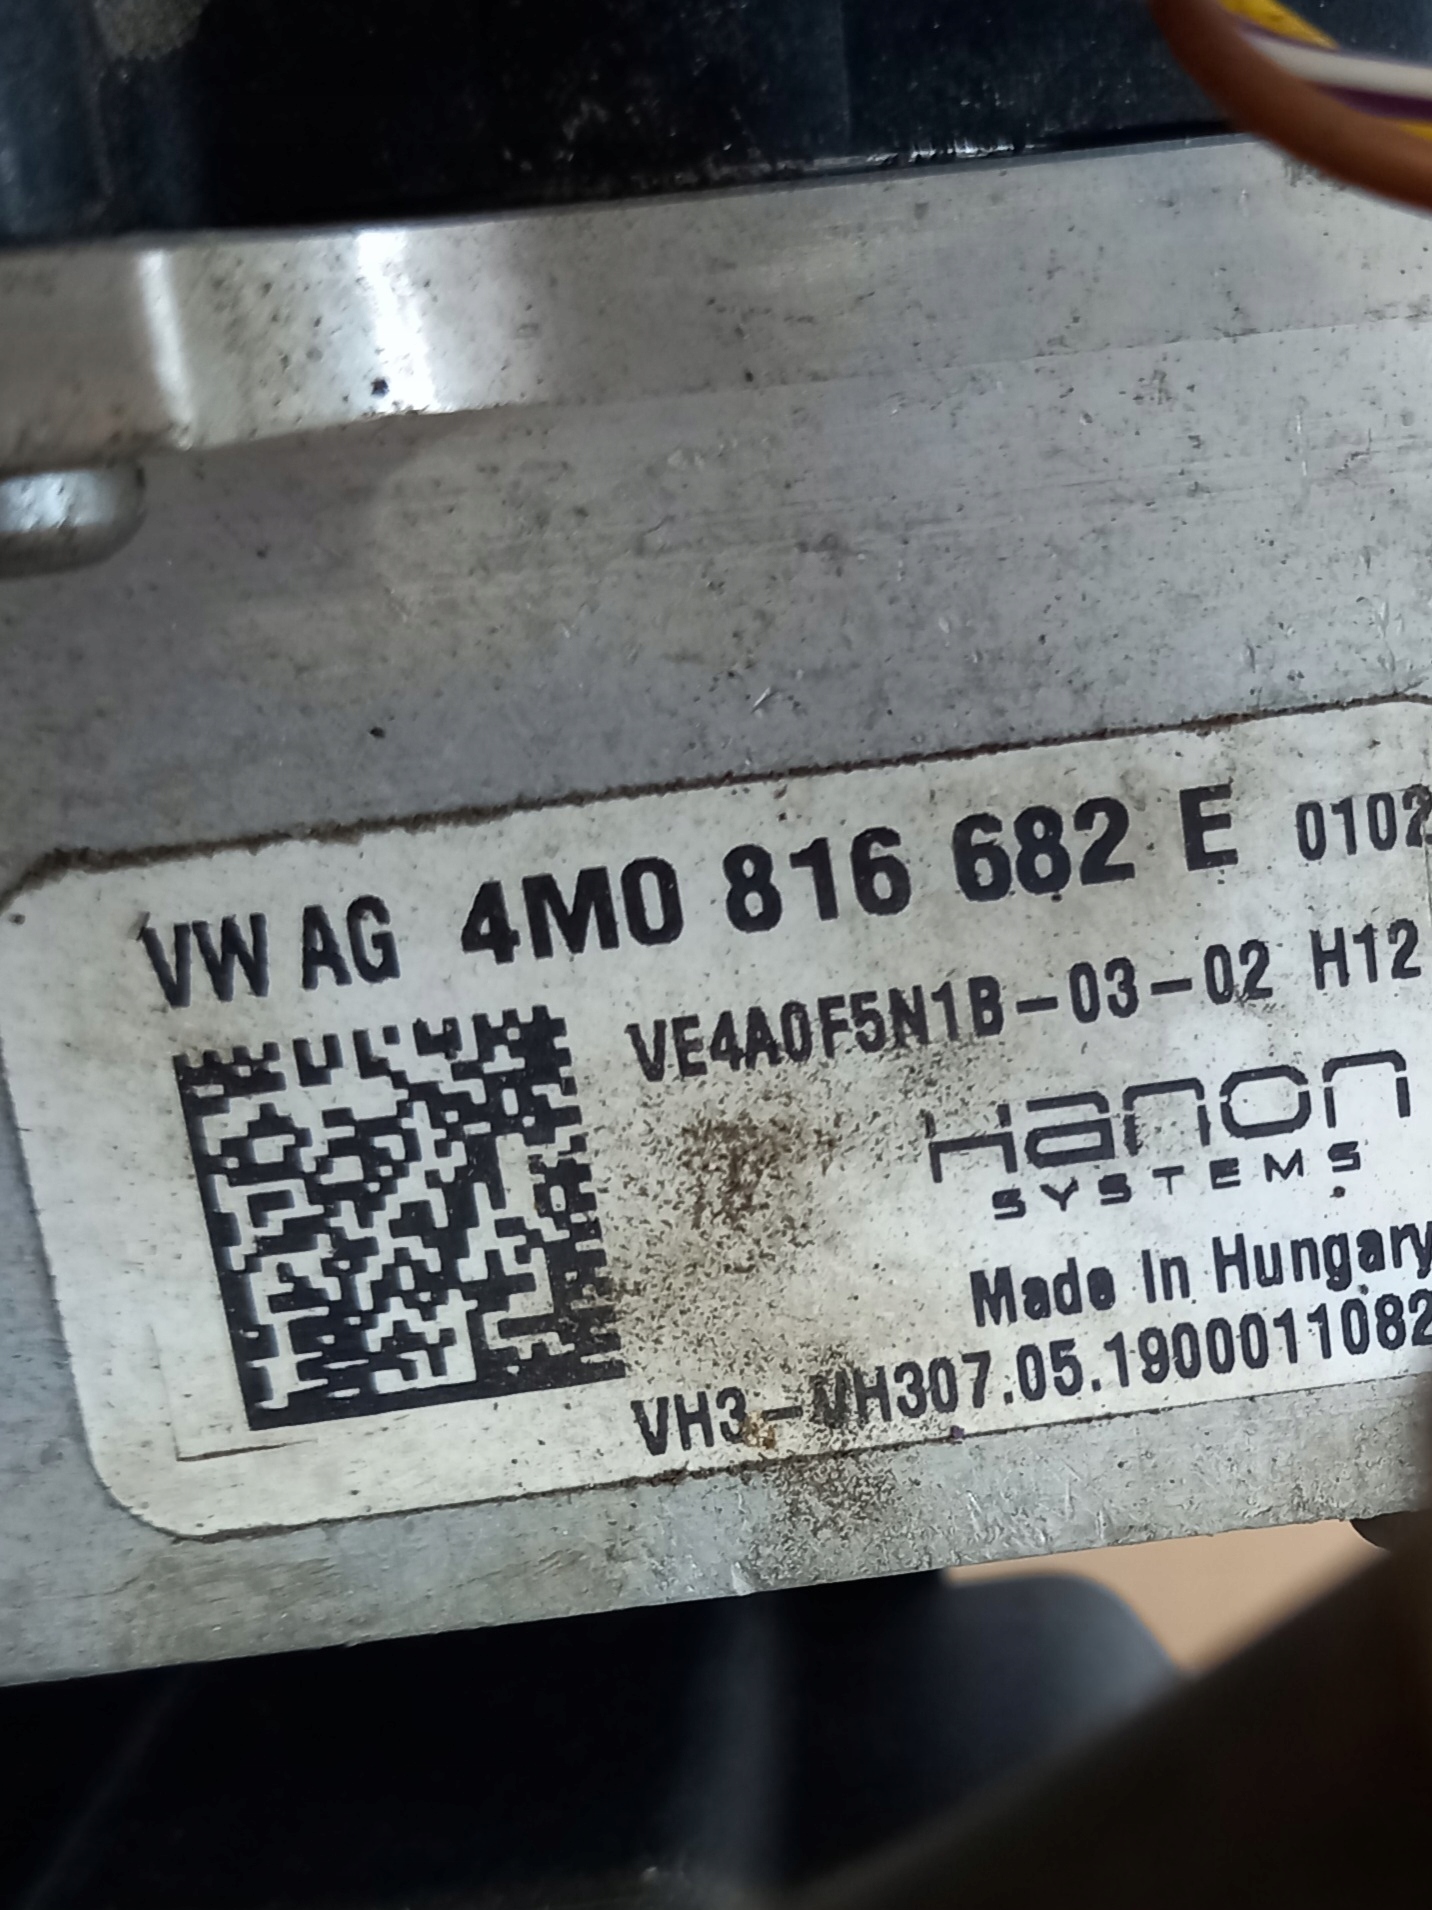 VW AG 4M0 816 682 E 0102
VE4A0F5N1B-03-02 H12
Hanon
SYSTEMS
Made In Hungary
VH3-VH307.05.1900011082